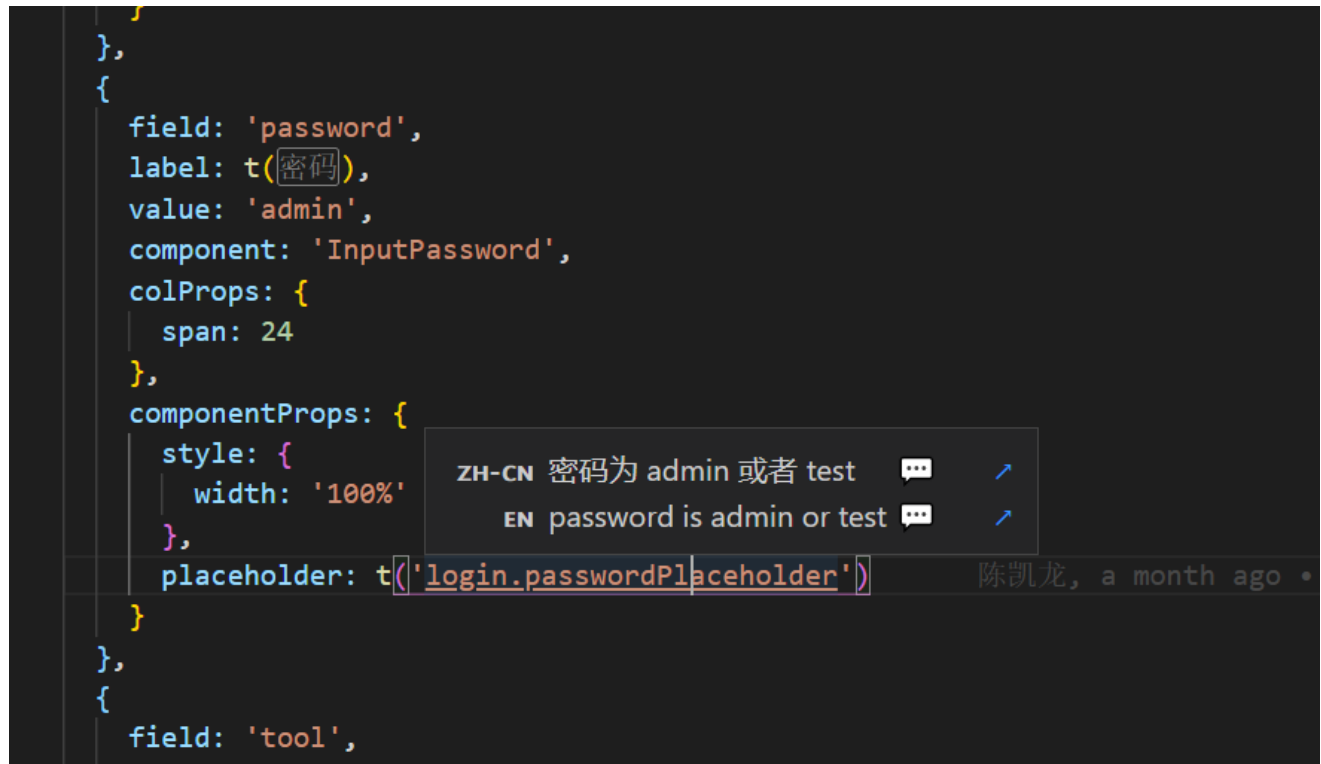 }
},
{
field: 'password',
label: t(密码),
value: 'admin',
component: 'InputPassword',
colProps: {
span: 24
},
componentProps: {
style: {
width: '100%'
},
placeholder: t('login.passwordPlaceholder')
陈凯龙, a month ago •
ZH-CN 密码为 admin 或者 test
EN password is admin or test
}
},
{
field: 'tool',